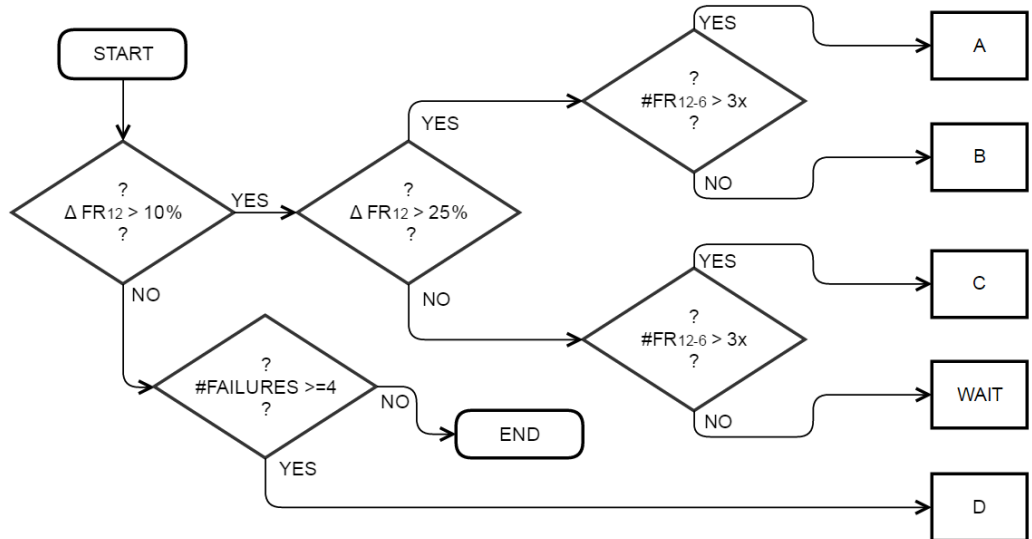 START
?
Δ FR12 > 10%
?
YES
NO
?
Δ FR12 > 25%
?
YES
NO
?
#FR12-6 > 3x
?
YES
NO
A
B
?
#FR12-6 > 3x
?
YES
NO
C
WAIT
?
#FAILURES >=4
?
NO
YES
END
D